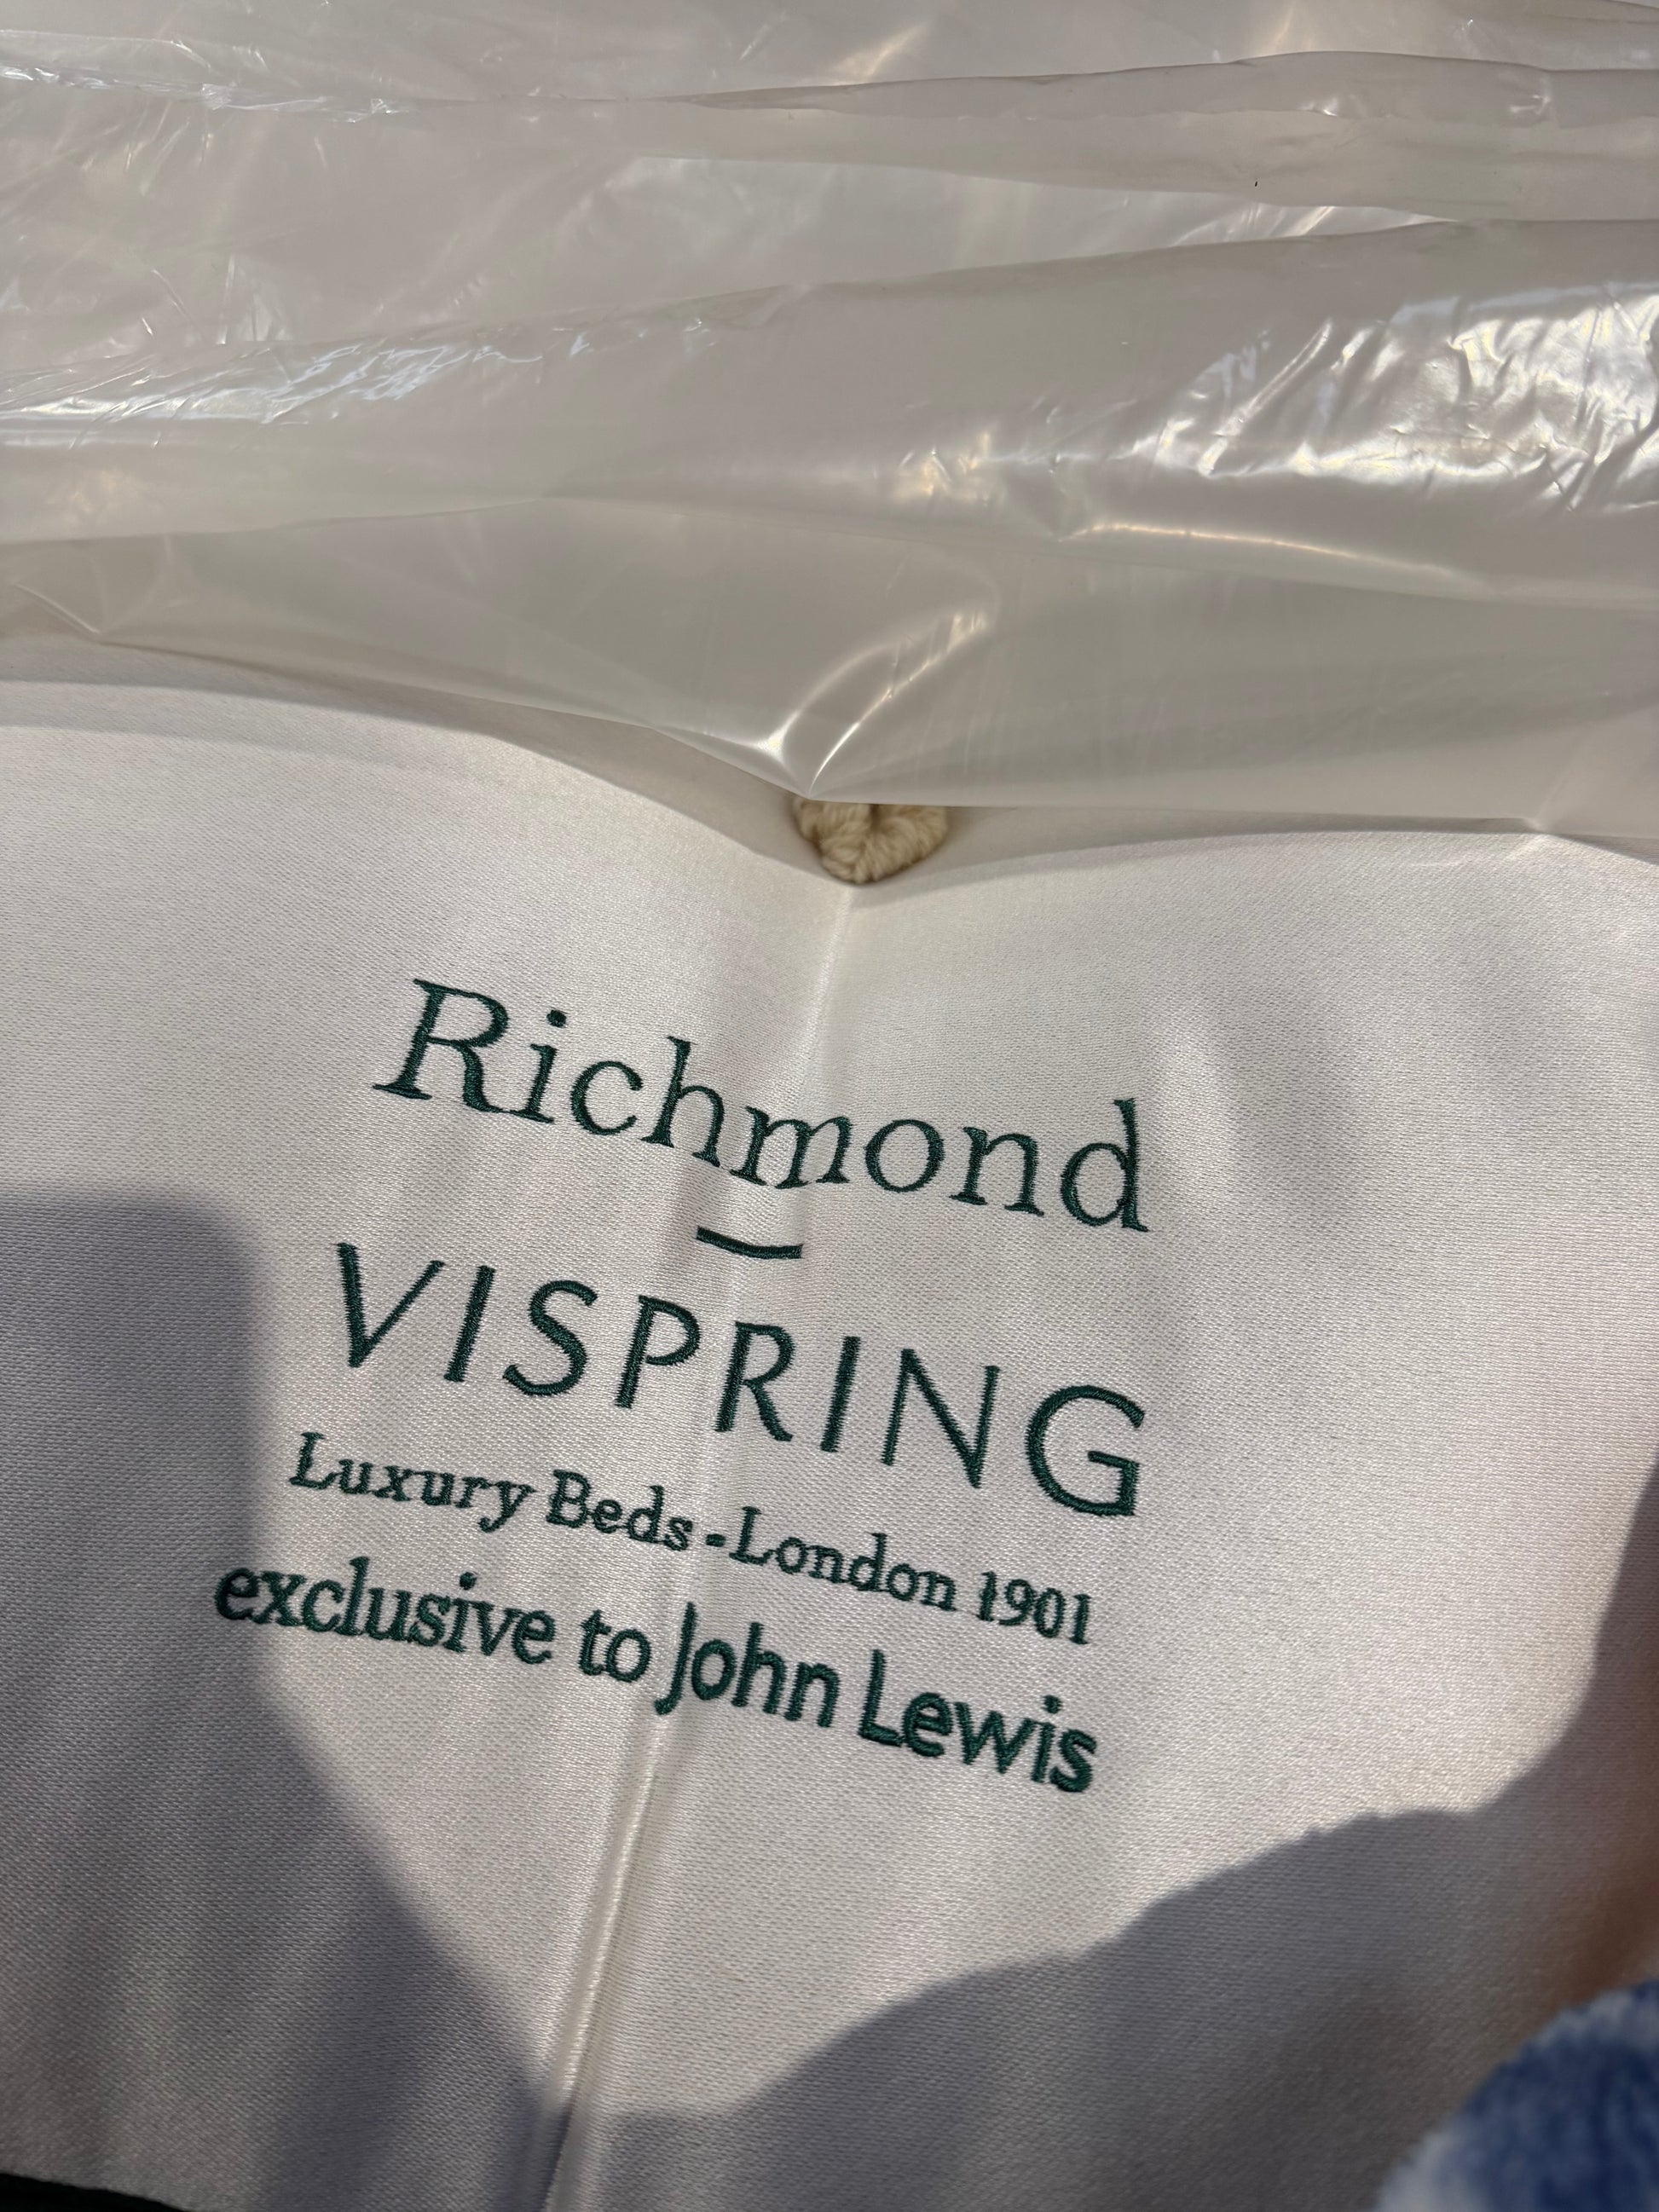 Richmond
VISPRING
Luxury Beds - London 1901
exclusive to John Lewis